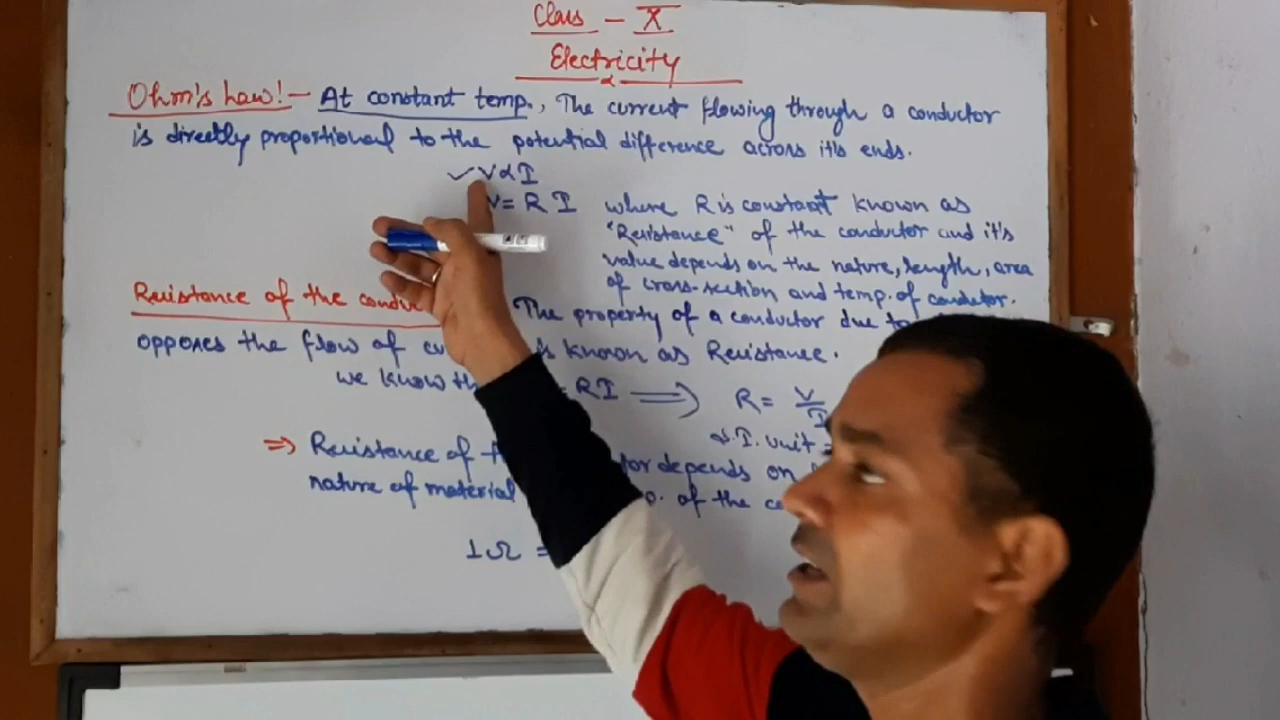 Class - X
Electricity
Ohm's Law! - At constant temp., The current flowing through a conductor
is directly proportional to the potential difference across it's ends.
✓ V ∝ I
V = R I where R is constant known as
"Resistance" of the conductor and it's
value depends on the nature, length, area
of cross-section and temp. of conductor.
Resistance of the The property of a conductor due to
opposes the flow of is known as Resistance.
we know = RI ⟹ R = V/I
S.I. unit =
⇒ Resistance of depends on
nature of material of the
1Ω =